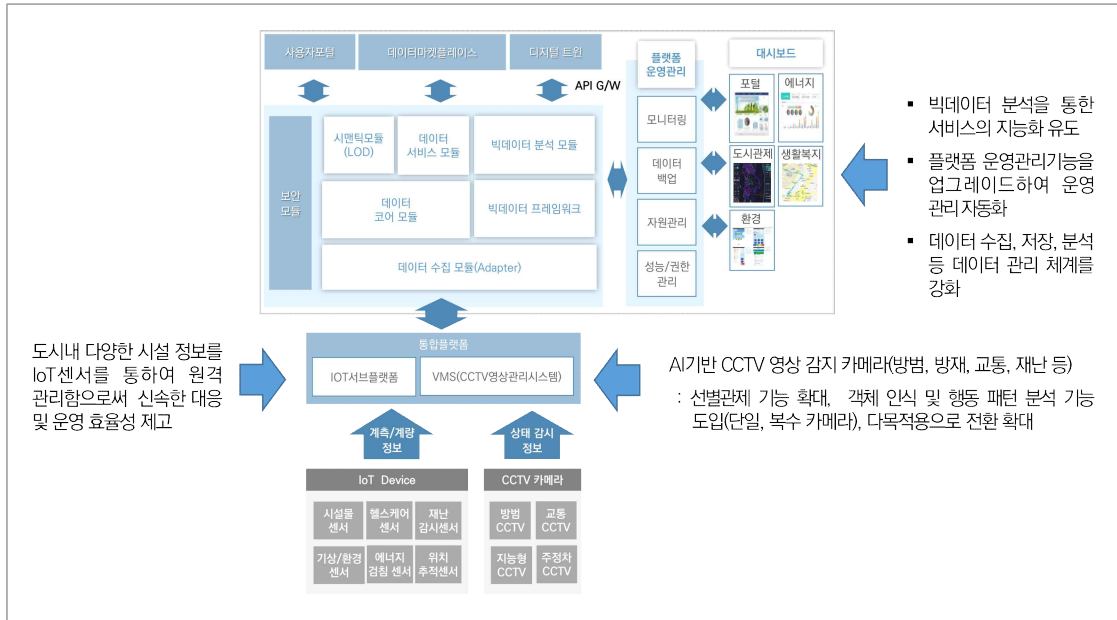 사용자포털
데이터마켓플레이스
디지털 트윈
API G/W
보안
모듈
시맨틱모듈
(LOD)
데이터
서비스 모듈
빅데이터 분석 모듈
데이터
코어 모듈
빅데이터 프레임워크
데이터 수집 모듈(Adapter)
플랫폼
운영관리
모니터링
데이터
백업
자원관리
성능/권한
관리
대시보드
포털
에너지
도시관제
생활복지
환경
▪ 빅데이터 분석을 통한
서비스의 지능화 유도
▪ 플랫폼 운영관리기능을
업그레이드하여 운영
관리 자동화
▪ 데이터 수집, 저장, 분석
등 데이터 관리 체계를
강화
통합플랫폼
IOT서브플랫폼
VMS(CCTV영상관리시스템)
도시내 다양한 시설 정보를
IoT센서를 통하여 원격
관리함으로써 신속한 대응
및 운영 효율성 제고
AI기반 CCTV 영상 감지 카메라(방범, 방재, 교통, 재난 등)
: 선별관제 기능 확대, 객체 인식 및 행동 패턴 분석 기능
도입(단일, 복수 카메라), 다목적용으로 전환 확대
계측/계량
정보
상태 감시
정보
IoT Device
시설물
센서
헬스케어
센서
재난
감시센서
기상/환경
센서
에너지
검침 센서
위치
추적센서
CCTV 카메라
방범
CCTV
교통
CCTV
지능형
CCTV
주정차
CCTV